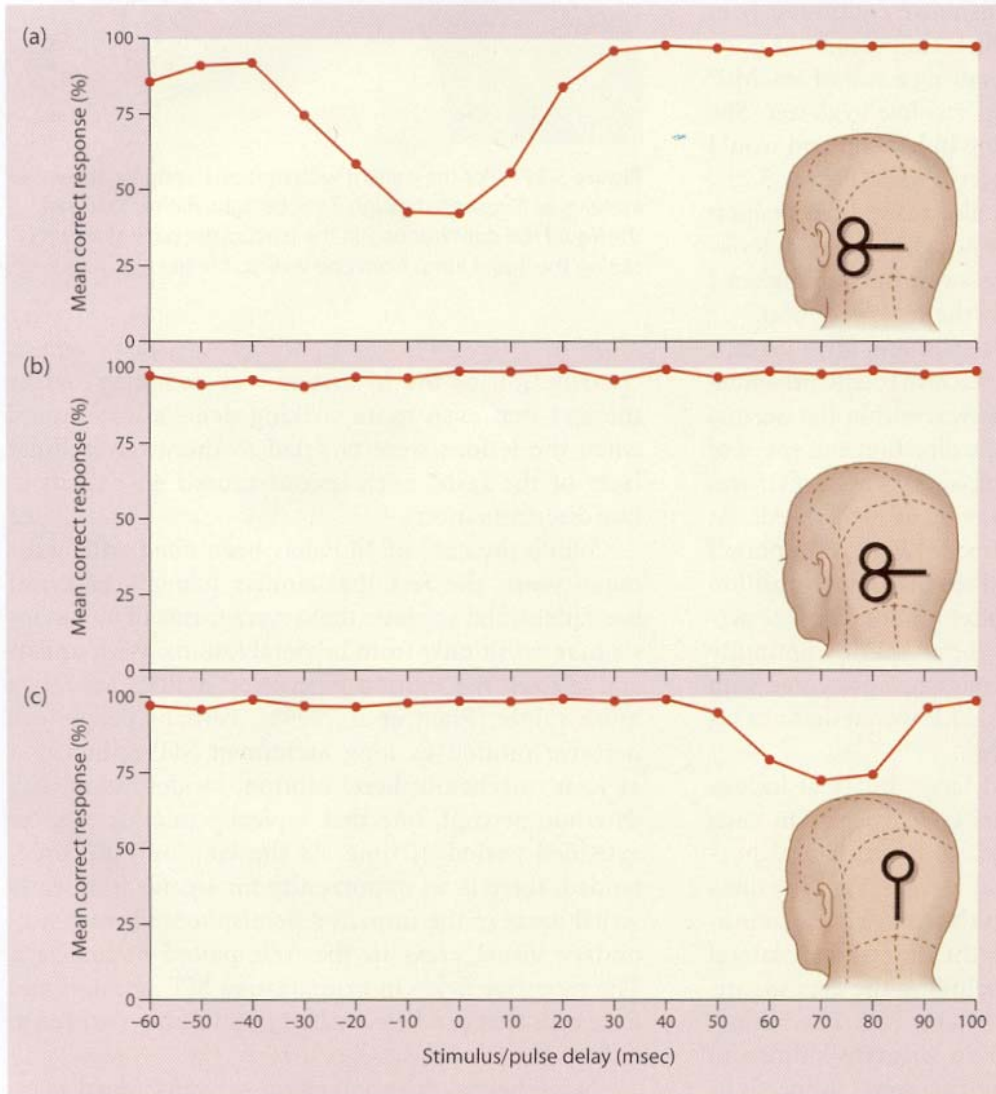 (a)
Mean correct response (%)
100
75
50
25
0
(b)
Mean correct response (%)
100
75
50
25
0
(c)
Mean correct response (%)
100
75
50
25
0
–60 –50 –40 –30 –20 –10 0 10 20 30 40 50 60 70 80 90 100
Stimulus/pulse delay (msec)